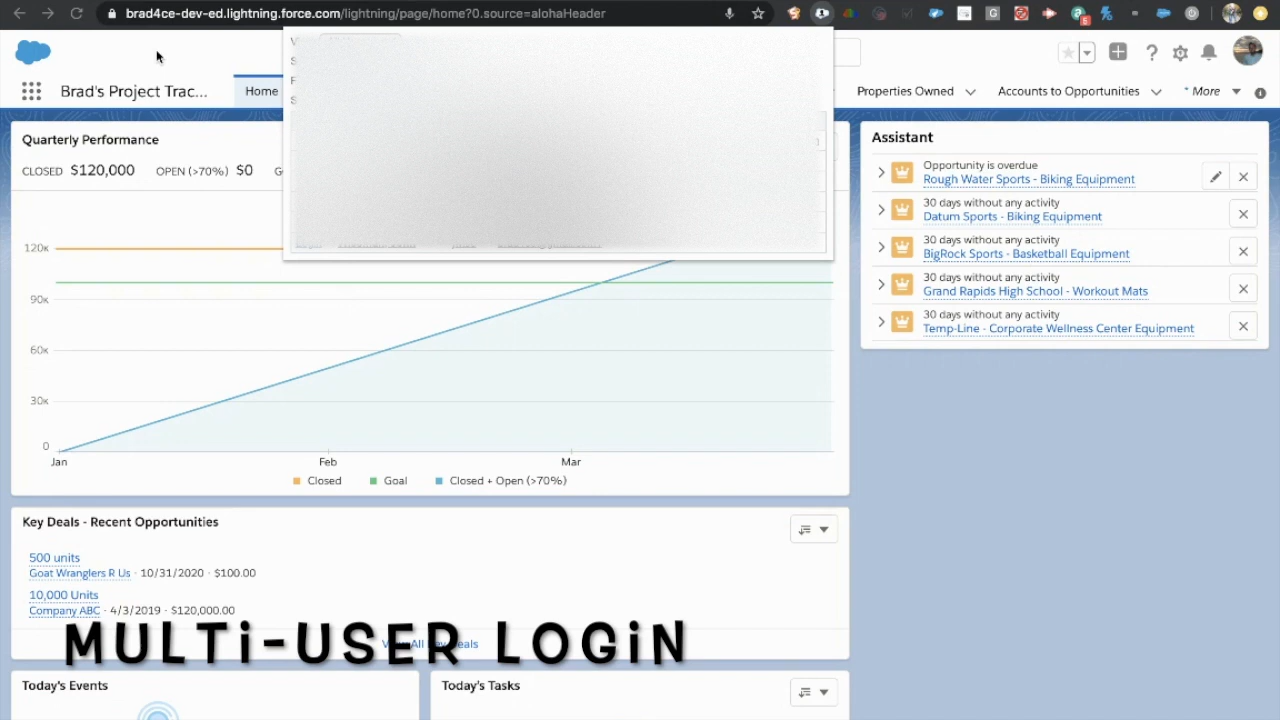 brad4ce-dev-ed.lightning.force.com/lightning/page/home?0.source=alohaHeader
Brad's Project Trac...
Home
Properties Owned
Accounts to Opportunities
* More
Quarterly Performance
CLOSED $120,000 OPEN (>70%) $0
120K
90K
60K
30K
0
Jan
Feb
Mar
Closed
Goal
Closed + Open (>70%)
Assistant
Opportunity is overdue
Rough Water Sports - Biking Equipment
30 days without any activity
Datum Sports - Biking Equipment
30 days without any activity
BigRock Sports - Basketball Equipment
30 days without any activity
Grand Rapids High School - Workout Mats
30 days without any activity
Temp-Line - Corporate Wellness Center Equipment
Key Deals - Recent Opportunities
500 units
Goat Wranglers R Us · 10/31/2020 · $100.00
10,000 Units
Company ABC · 4/3/2019 · $120,000.00
MULTi-USER LOGiN
Today's Events
Today's Tasks